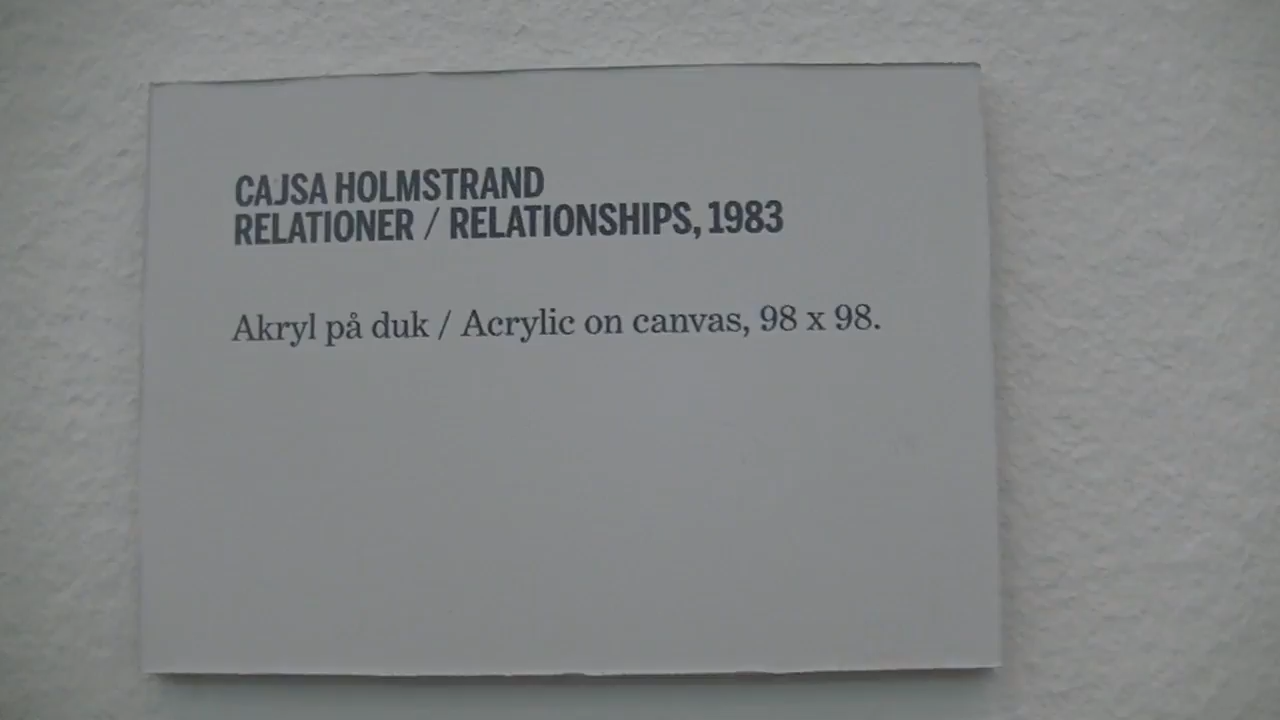 CAJSA HOLMSTRAND
RELATIONER / RELATIONSHIPS, 1983
Akryl på duk / Acrylic on canvas, 98 x 98.